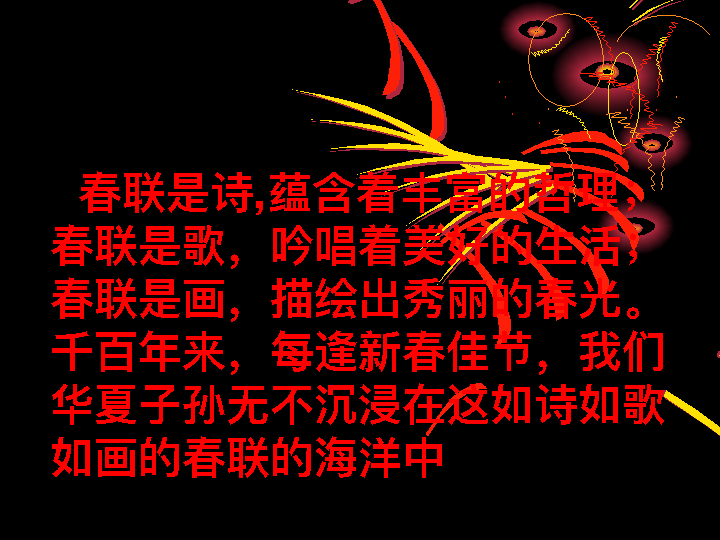 春联是诗,蕴含着丰富的哲理，
春联是歌，吟唱着美好的生活，
春联是画，描绘出秀丽的春光。
千百年来，每逢新春佳节，我们
华夏子孙无不沉浸在这如诗如歌
如画的春联的海洋中